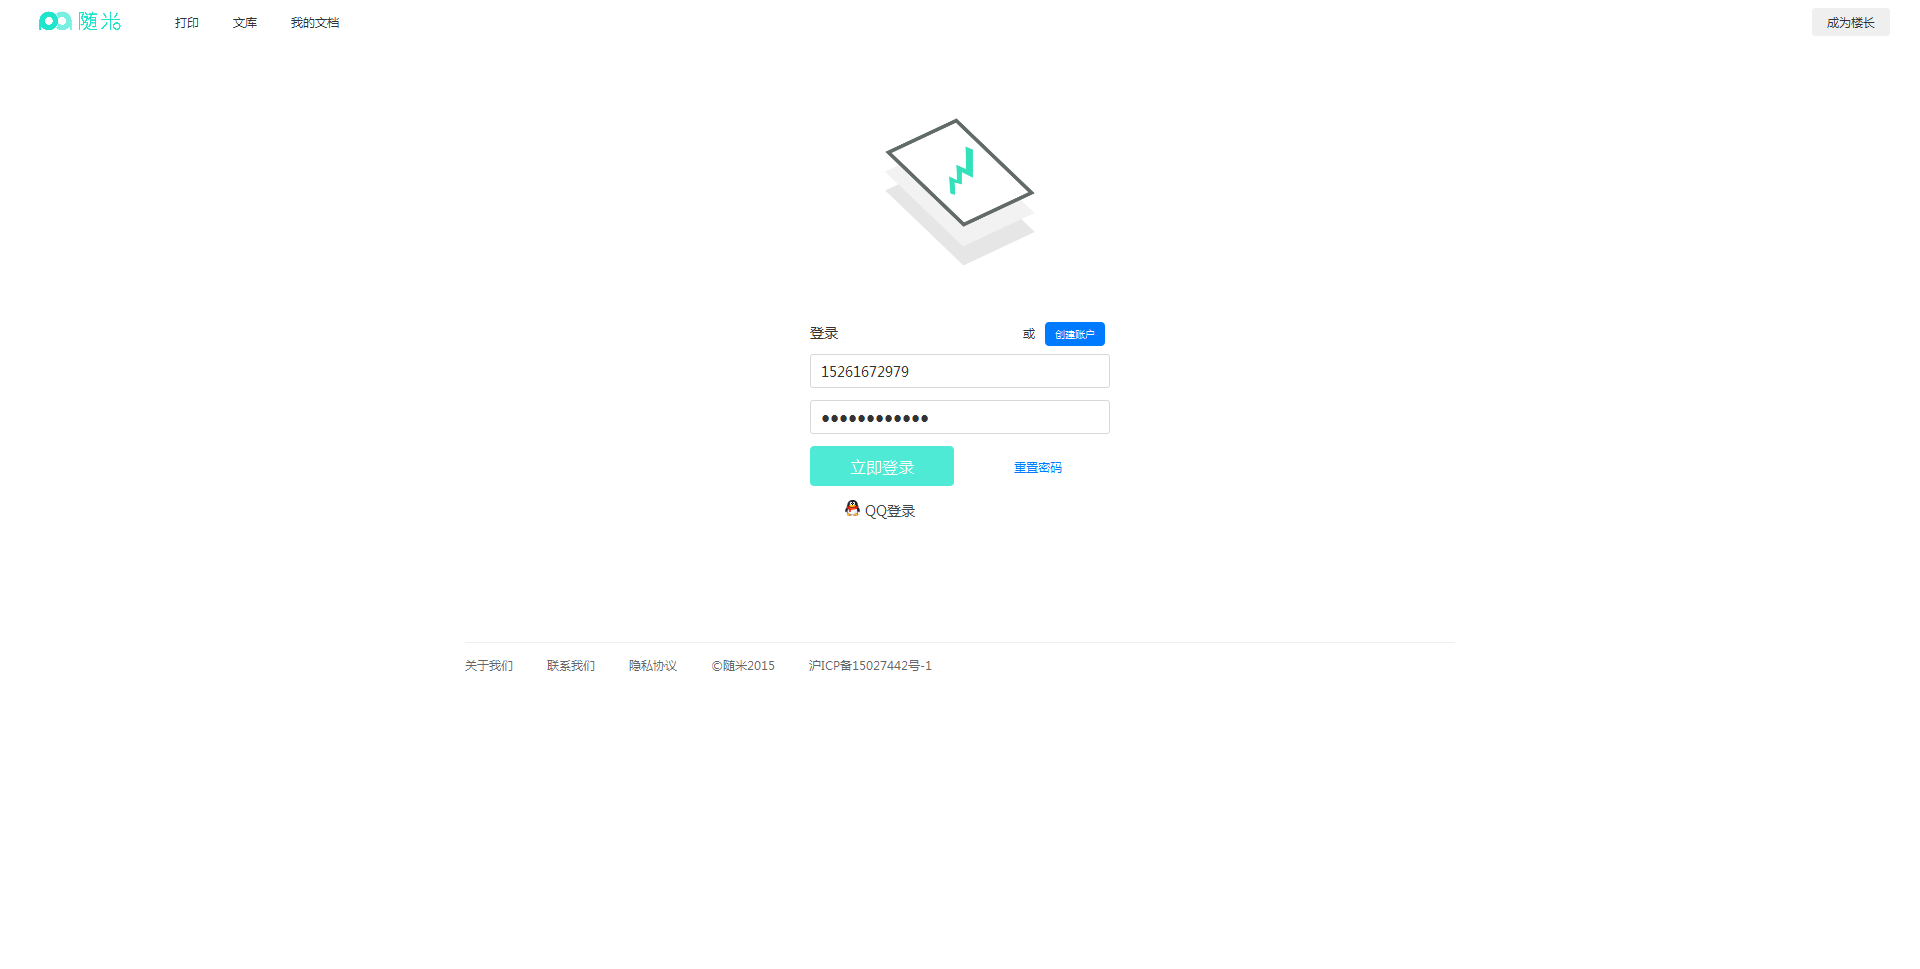 随米 打印 文库 我的文档 成为楼长
登录 或 创建账户
15261672979
●●●●●●●●●●●●
立即登录 重置密码
QQ登录
关于我们 联系我们 隐私协议 ©随米2015 沪ICP备15027442号-1